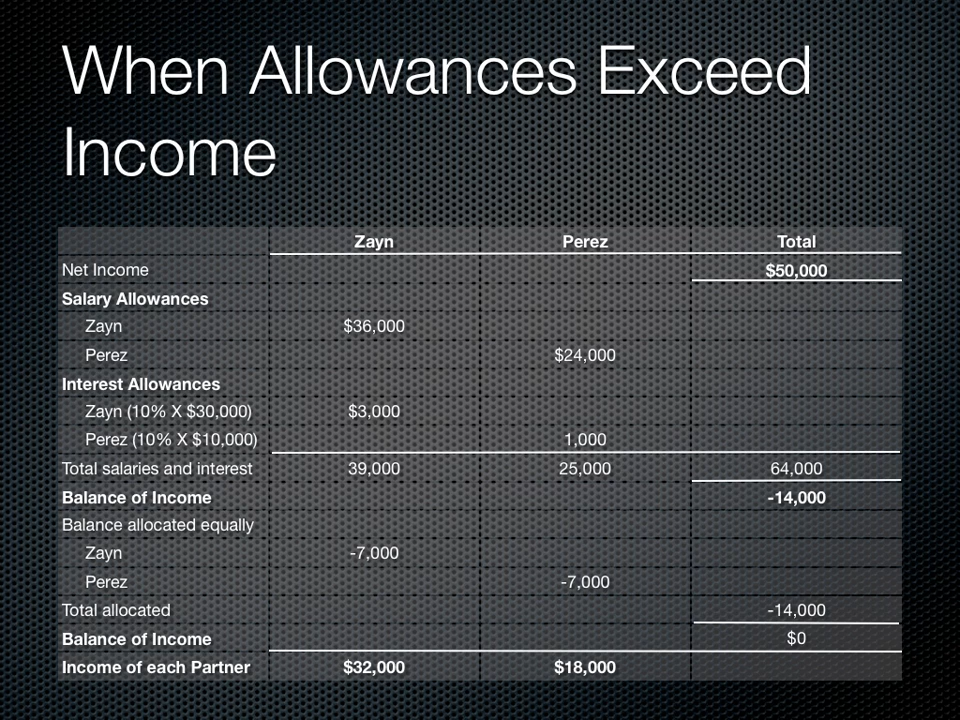 When Allowances Exceed
Income
Zayn Perez Total
Net Income $50,000
Salary Allowances
Zayn $36,000
Perez $24,000
Interest Allowances
Zayn (10% X $30,000) $3,000
Perez (10% X $10,000) 1,000
Total salaries and interest 39,000 25,000 64,000
Balance of Income -14,000
Balance allocated equally
Zayn -7,000
Perez -7,000
Total allocated -14,000
Balance of Income $0
Income of each Partner $32,000 $18,000